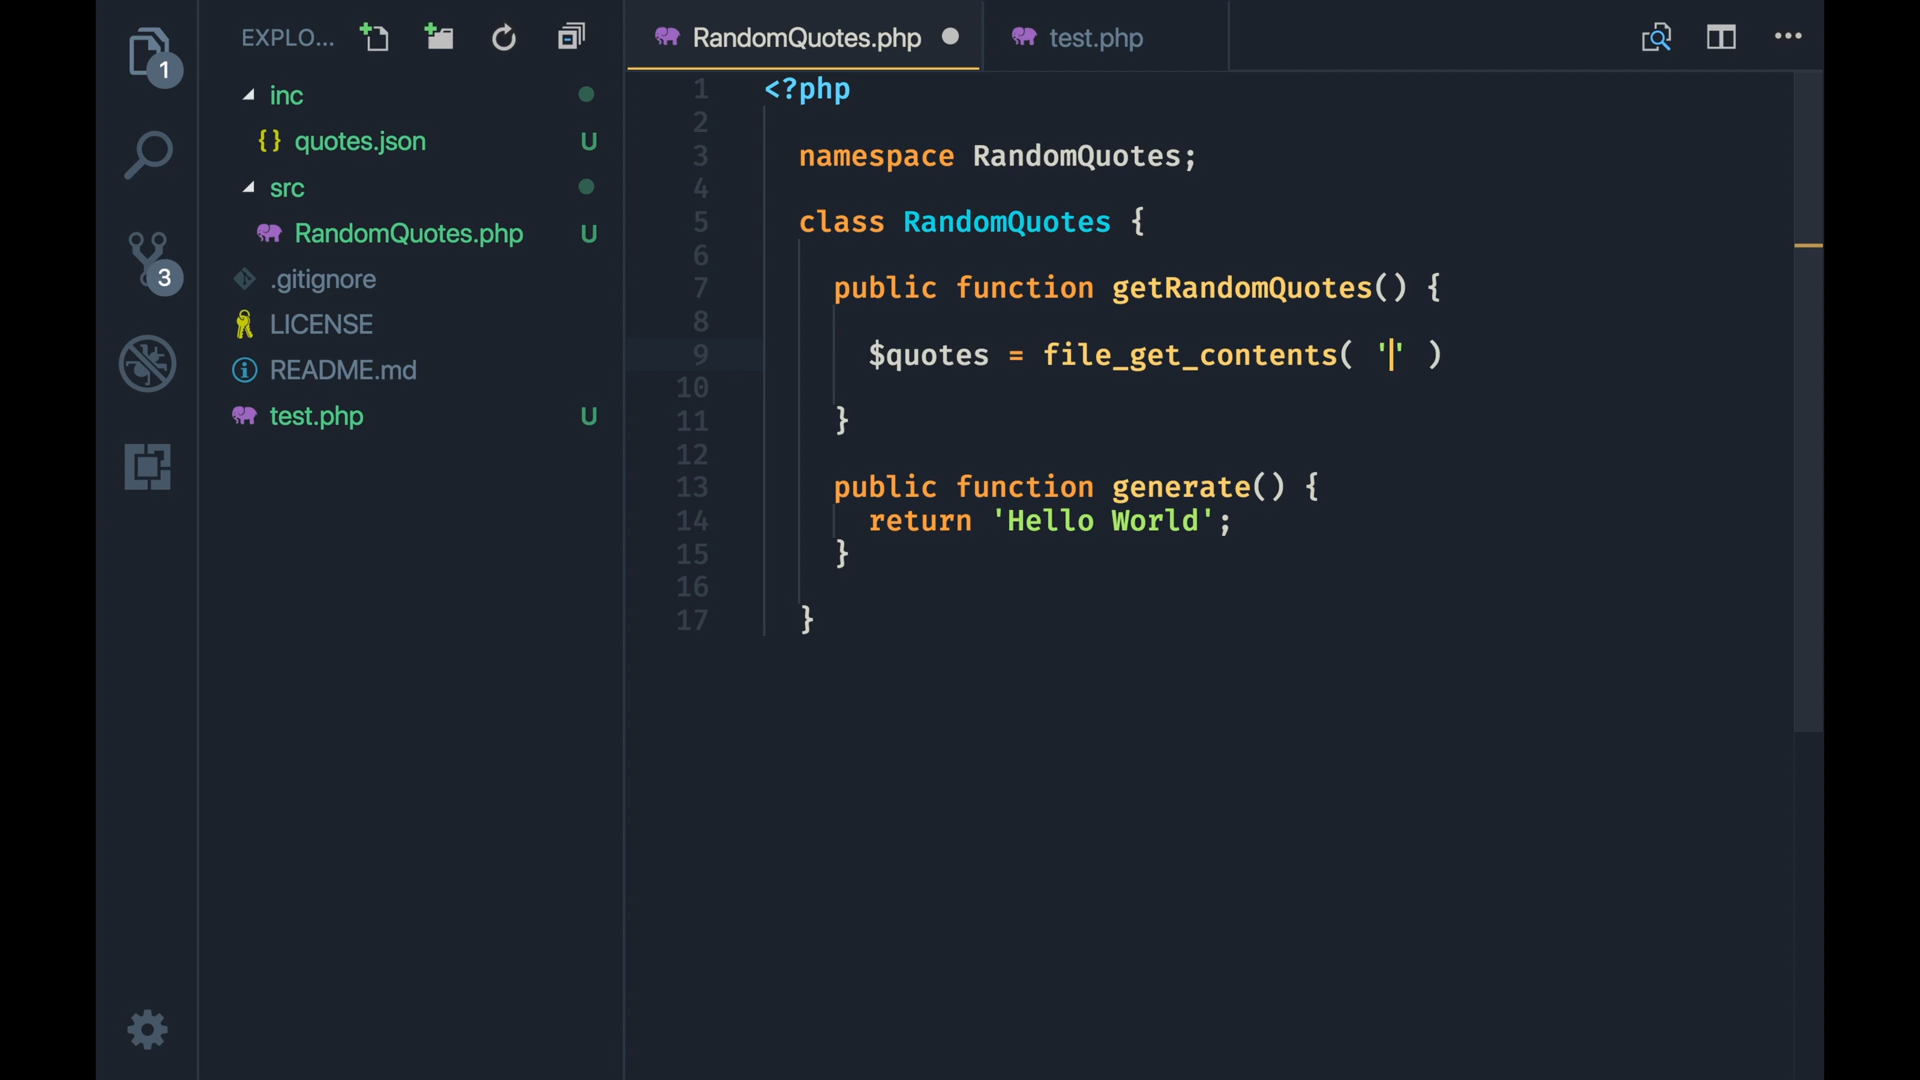 EXPLO...
1
3
inc
{} quotes.json U
src
RandomQuotes.php U
.gitignore
LICENSE
README.md
test.php U
RandomQuotes.php
test.php
1 <?php
2
3 namespace RandomQuotes;
4
5 class RandomQuotes {
6
7 public function getRandomQuotes() {
8
9 $quotes = file_get_contents( '' )
10
11 }
12
13 public function generate() {
14 return 'Hello World';
15 }
16
17 }